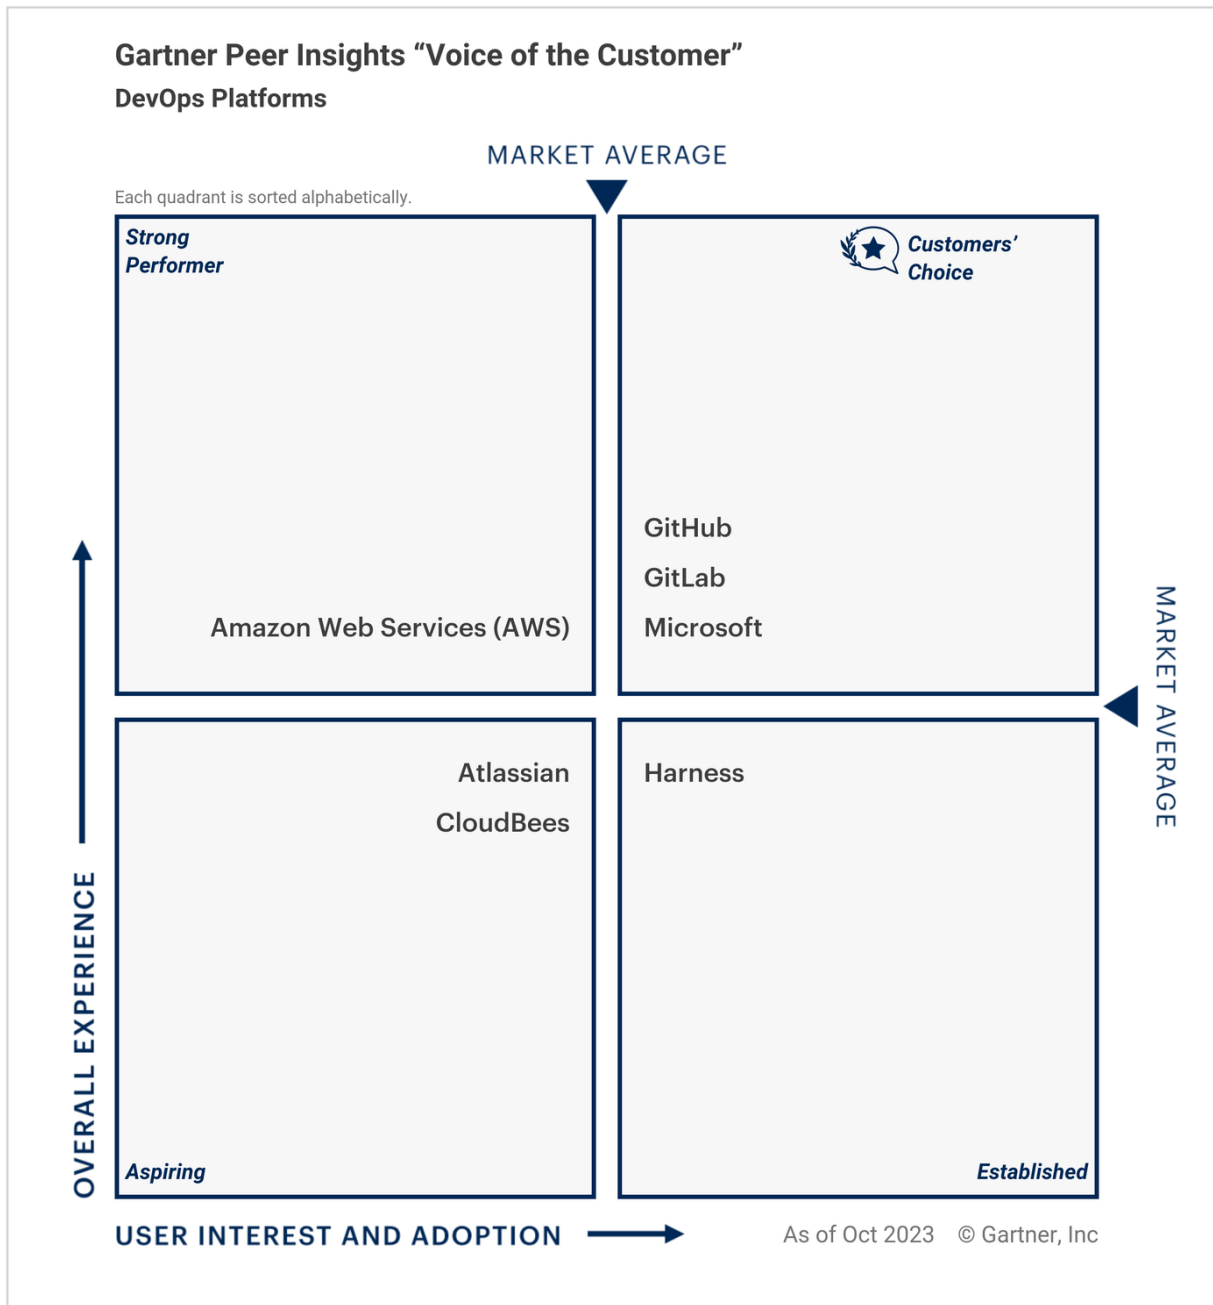 Gartner Peer Insights “Voice of the Customer”
DevOps Platforms
MARKET AVERAGE
Each quadrant is sorted alphabetically.
Strong
Performer
Customers’
Choice
GitHub
GitLab
Amazon Web Services (AWS)
Microsoft
MARKET AVERAGE
Atlassian
CloudBees
Harness
OVERALL EXPERIENCE
Aspiring
Established
USER INTEREST AND ADOPTION
As of Oct 2023 © Gartner, Inc